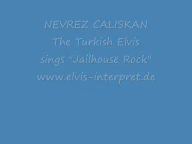 NEVREZ CALISKAN
The Turkish Elvis
sings "Jailhouse Rock"
www.elvis-interpret.de